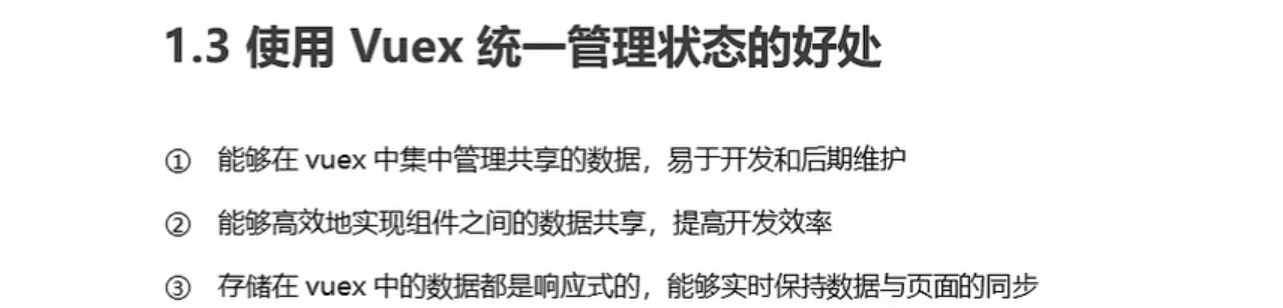 1.3 使用 Vuex 统一管理状态的好处
① 能够在 vuex 中集中管理共享的数据，易于开发和后期维护
② 能够高效地实现组件之间的数据共享，提高开发效率
③ 存储在 vuex 中的数据都是响应式的，能够实时保持数据与页面的同步